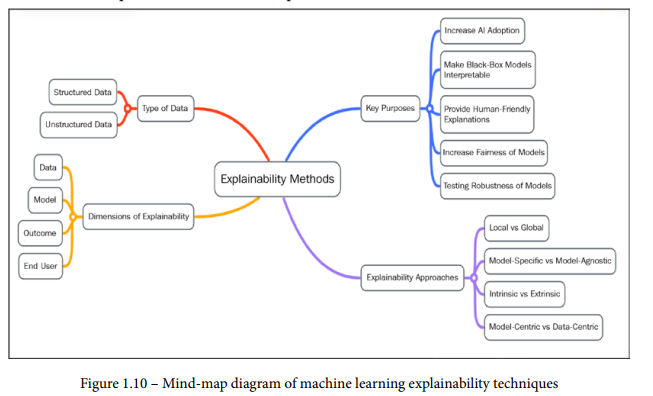 Increase AI Adoption
Make Black-Box Models
Interpretable
Structured Data
Type of Data
Key Purposes
Provide Human-Friendly
Explanations
Unstructured Data
Increase Fairness of Models
Data
Explainability Methods
Testing Robustness of Models
Model
Dimensions of Explainability
Outcome
Local vs Global
End User
Model-Specific vs Model-Agnostic
Explainability Approaches
Intrinsic vs Extrinsic
Model-Centric vs Data-Centric
Figure 1.10 – Mind-map diagram of machine learning explainability techniques